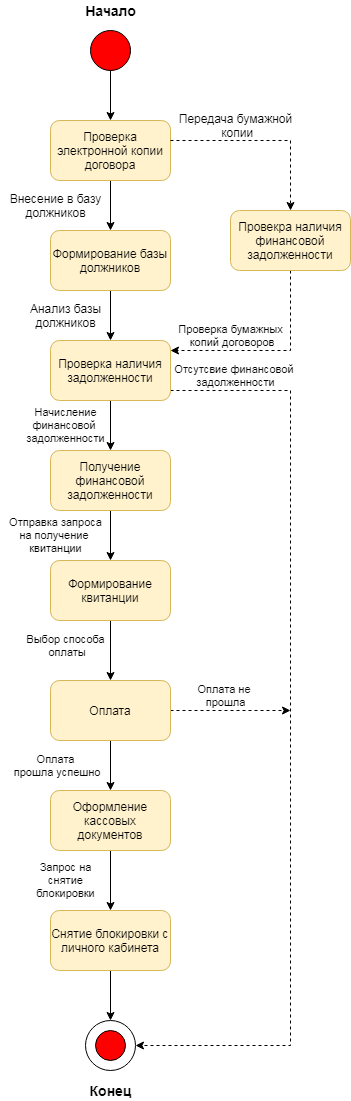 Начало
Передача бумажной
копии
Проверка
электронной копии
договора
Внесение в базу
должников
Провекра наличия
финансовой
задолженности
Формирование базы
должников
Анализ базы
должников
Проверка бумажных
копий договоров
Проверка наличия
задолженности
Отсутсвие финансовой
задолженности
Начисление
финансовой
задолженности
Получение
финансовой
задолженности
Отправка запроса
на получение
квитанции
Формирование
квитанции
Выбор способа
оплаты
Оплата
Оплата не
прошла
Оплата
прошла успешно
Оформление
кассовых
документов
Запрос на
снятие
блокировки
Снятие блокировки с
личного кабинета
Конец